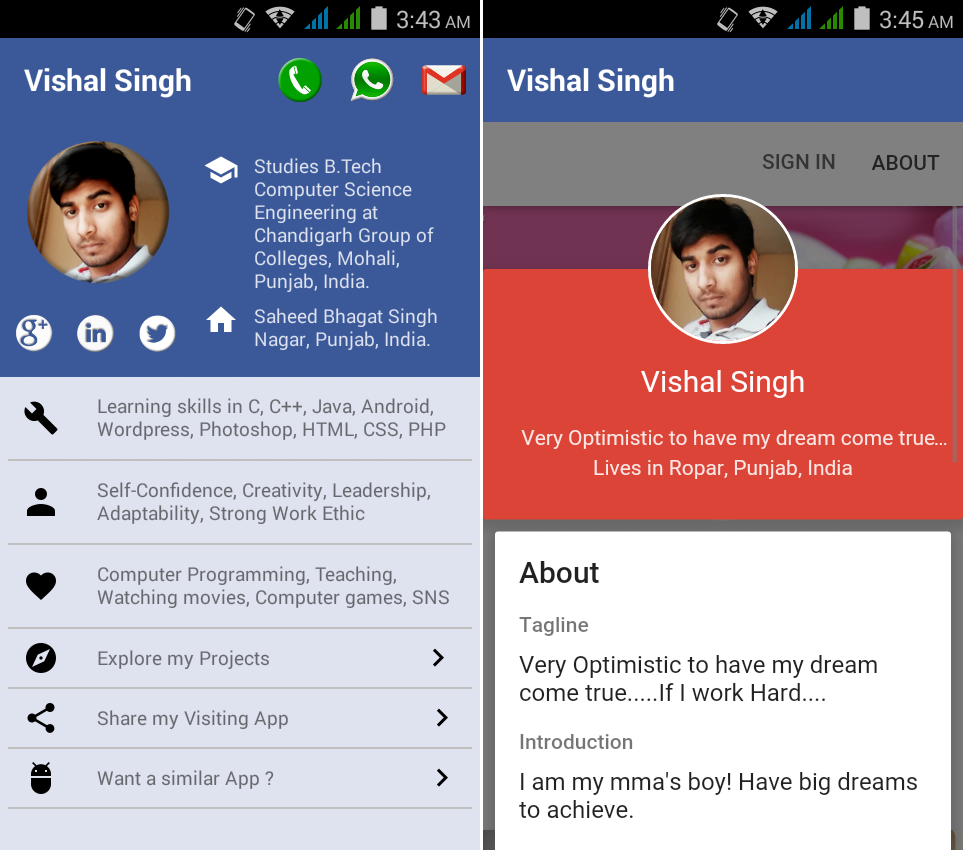 3:43 AM
Vishal Singh
Studies B.Tech
Computer Science
Engineering at
Chandigarh Group of
Colleges, Mohali,
Punjab, India.
g+ in
Saheed Bhagat Singh
Nagar, Punjab, India.
Learning skills in C, C++, Java, Android,
Wordpress, Photoshop, HTML, CSS, PHP
Self-Confidence, Creativity, Leadership,
Adaptability, Strong Work Ethic
Computer Programming, Teaching,
Watching movies, Computer games, SNS
Explore my Projects
Share my Visiting App
Want a similar App ?
3:45 AM
Vishal Singh
SIGN IN ABOUT
Vishal Singh
Very Optimistic to have my dream come true...
Lives in Ropar, Punjab, India
About
Tagline
Very Optimistic to have my dream
come true.....If I work Hard....
Introduction
I am my mma's boy! Have big dreams
to achieve.